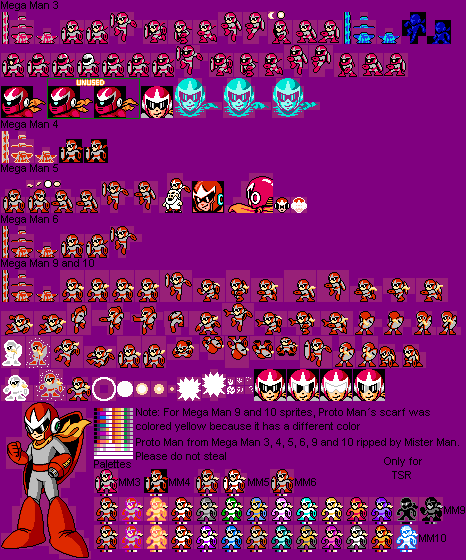 Mega Man 3
UNUSED
Mega Man 4
Mega Man 5
Mega Man 6
Mega Man 9 and 10
Note: For Mega Man 9 and 10 sprites, Proto Man`s scarf was
colored yellow because it has a different color.
Proto Man from Mega Man 3, 4, 5, 6, 9 and 10 ripped by Mister Man.
Please do not steal
Only for
TSR
Palettes
MM3 MM4 MM5 MM6
MM9
MM10